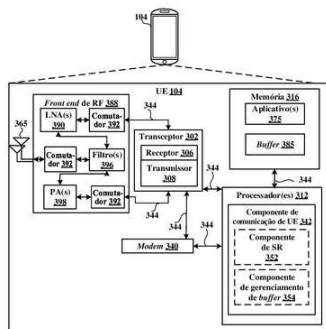 104
UE 104
Front end de RF 388
LNA(s)
390
Comuta-
dor 392
365
Comuta-
dor 392
Filtro(s)
396
PA(s)
398
Comuta-
dor 392
344
Transceptor 302
Receptor
306
Transmissor
308
344
344
344
Modem 340
Memória 316
Aplicativo(s)
375
Buffer
385
344
Processador(es) 312
Componente de
comunicação de UE 342
Componente
de SR
352
Componente
de gerenciamento
de buffer 354